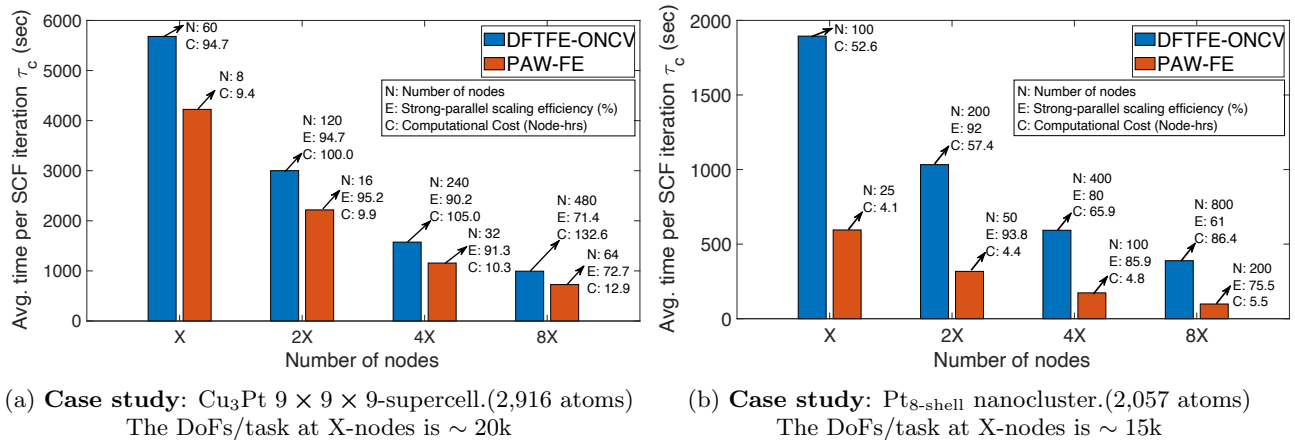 6000
5000
4000
3000
2000
1000
0
Avg. time per SCF iteration τc (sec)
N: 60
C: 94.7
N: 8
C: 9.4
N: 120
E: 94.7
C: 100.0
N: 16
E: 95.2
C: 9.9
N: 240
E: 90.2
C: 105.0
N: 32
E: 91.3
C: 10.3
N: 480
E: 71.4
C: 132.6
N: 64
E: 72.7
C: 12.9
DFTFE-ONCV
PAW-FE
N: Number of nodes
E: Strong-parallel scaling efficiency (%)
C: Computational Cost (Node-hrs)
X 2X 4X 8X
Number of nodes
(a) Case study: Cu3Pt 9 × 9 × 9-supercell.(2,916 atoms)
The DoFs/task at X-nodes is ~ 20k
2000
1500
1000
500
0
Avg. time per SCF iteration τc (sec)
N: 100
C: 52.6
N: 25
C: 4.1
N: 200
E: 92
C: 57.4
N: 50
E: 93.8
C: 4.4
N: 400
E: 80
C: 65.9
N: 100
E: 85.9
C: 4.8
N: 800
E: 61
C: 86.4
N: 200
E: 75.5
C: 5.5
DFTFE-ONCV
PAW-FE
N: Number of nodes
E: Strong-parallel scaling efficiency (%)
C: Computational Cost (Node-hrs)
X 2X 4X 8X
Number of nodes
(b) Case study: Pt8-shell nanocluster.(2,057 atoms)
The DoFs/task at X-nodes is ~ 15k